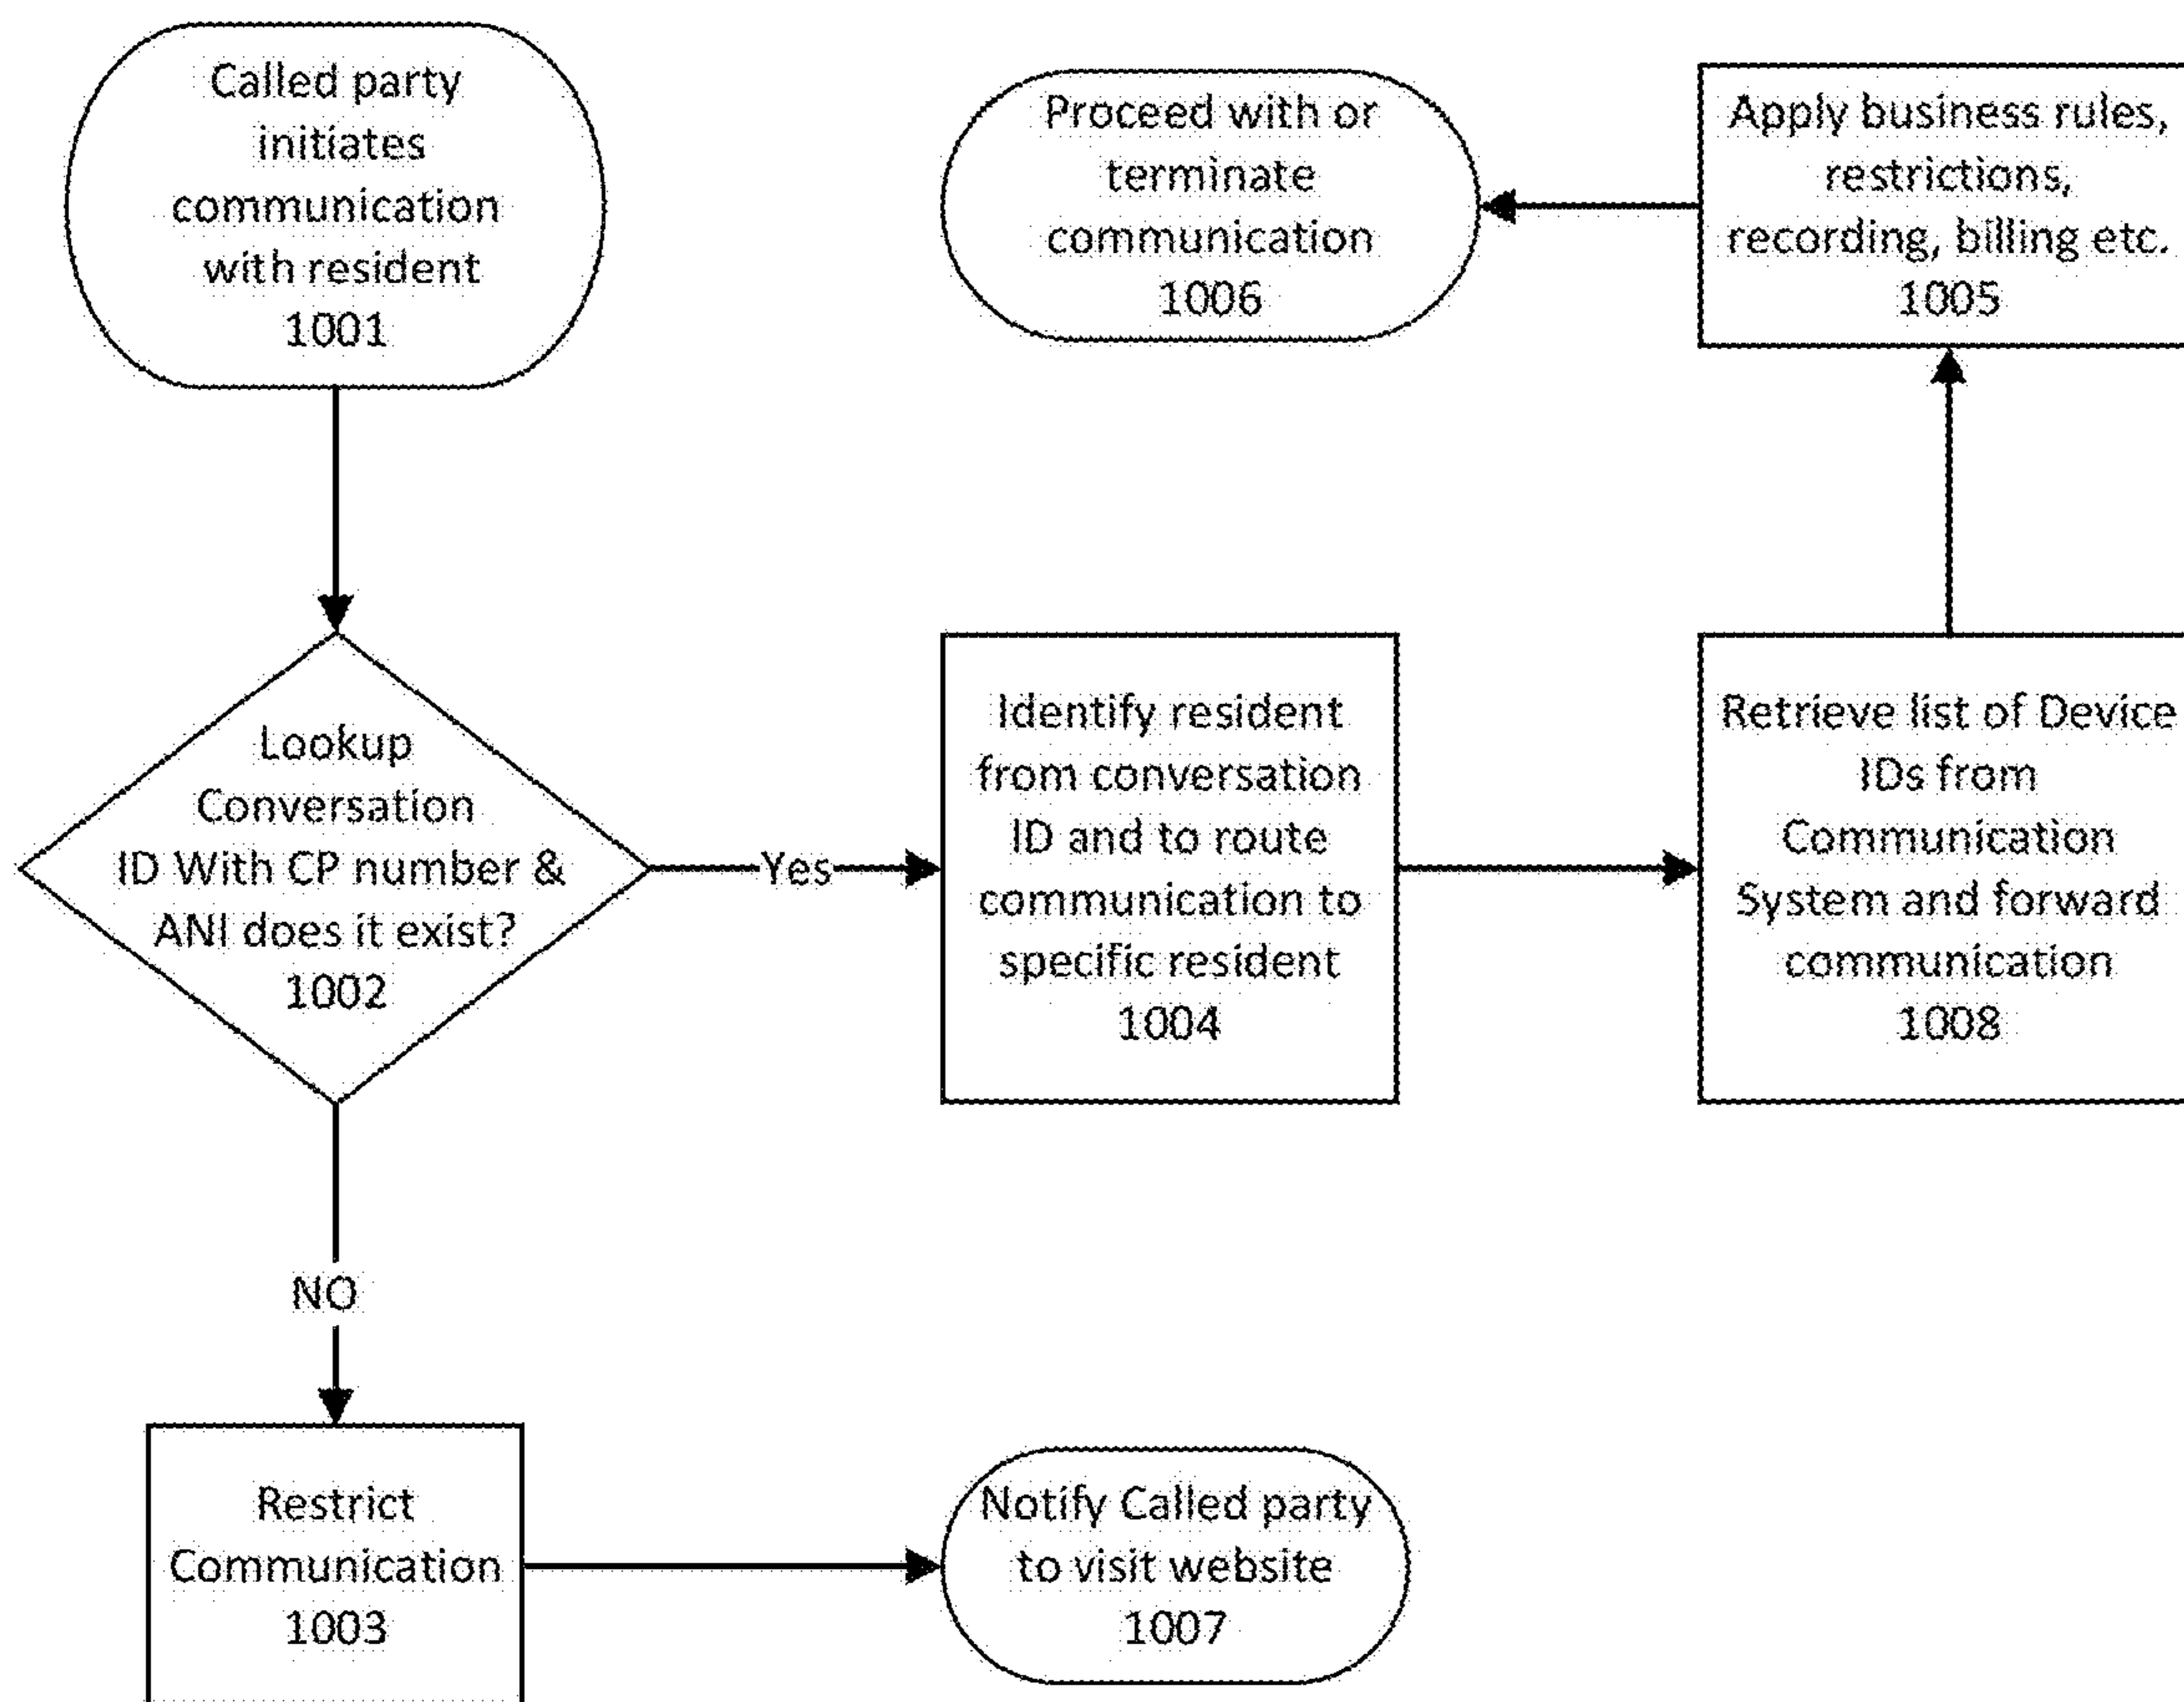 Called party
initiates
communication
with resident
1001
Proceed with or
terminate
communication
1006
Apply business rules,
restrictions,
recording, billing etc.
1005
Lookup
Conversation
ID With CP number &
ANI does it exist?
1002
Yes
Identify resident
from conversation
ID and to route
communication to
specific resident
1004
Retrieve list of Device
IDs from
Communication
System and forward
communication
1008
NO
Restrict
Communication
1003
Notify Called party
to visit website
1007